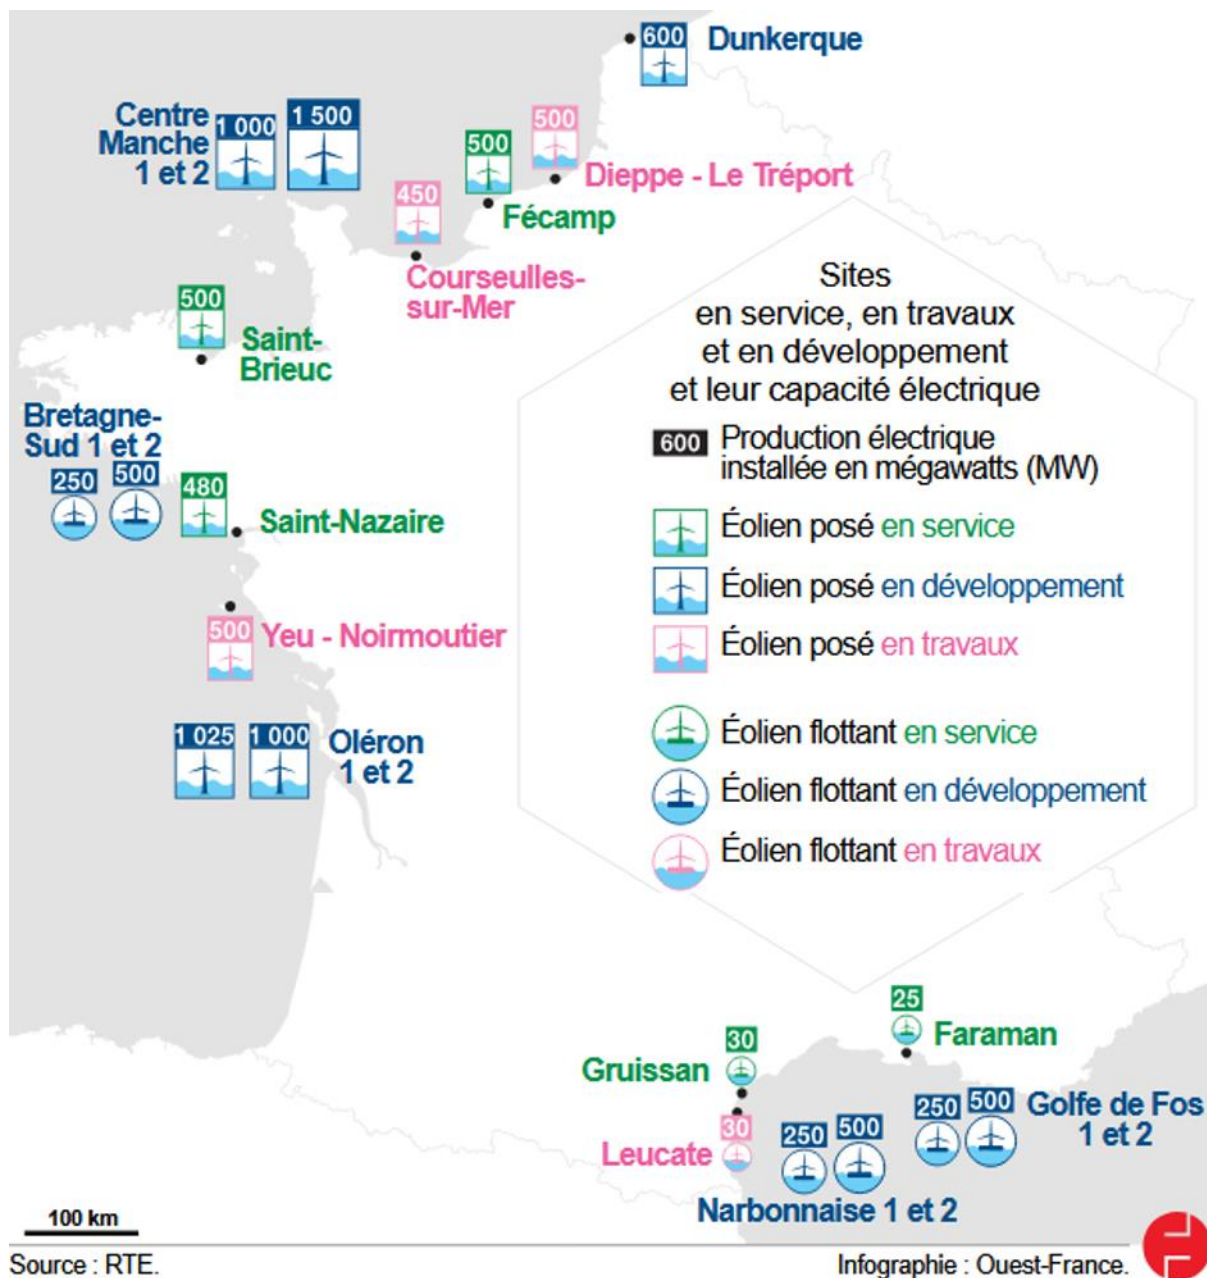 600
Dunkerque
Centre
Manche
1 et 2
1 000
1 500
500
Dieppe - Le Tréport
500
Fécamp
450
Courseulles-
sur-Mer
500
Saint-
Brieuc
Bretagne-
Sud 1 et 2
250
500
480
Saint-Nazaire
500
Yeu - Noirmoutier
1 025
1 000
Oléron
1 et 2
Sites
en service, en travaux
et en développement
et leur capacité électrique
600
Production électrique
installée en mégawatts (MW)
Éolien posé en service
Éolien posé en développement
Éolien posé en travaux
Éolien flottant en service
Éolien flottant en développement
Éolien flottant en travaux
25
Faraman
30
Gruissan
30
Leucate
250
500
Narbonnaise 1 et 2
250
500
Golfe de Fos
1 et 2
100 km
Source : RTE.
Infographie : Ouest-France.